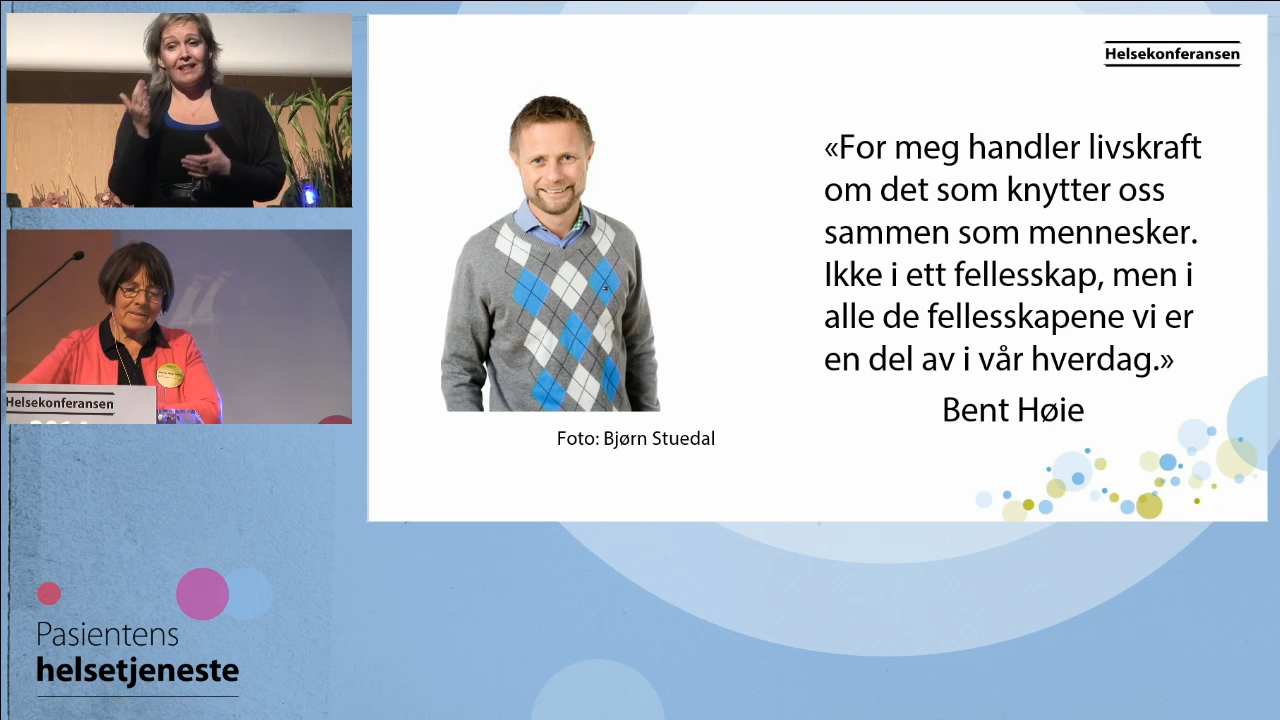 Helsekonferansen
«For meg handler livskraft
om det som knytter oss
sammen som mennesker.
Ikke i ett fellesskap, men i
alle de fellesskapene vi er
en del av i vår hverdag.»
Bent Høie
Foto: Bjørn Stuedal
Helsekonferansen
Pasientens
helsetjeneste